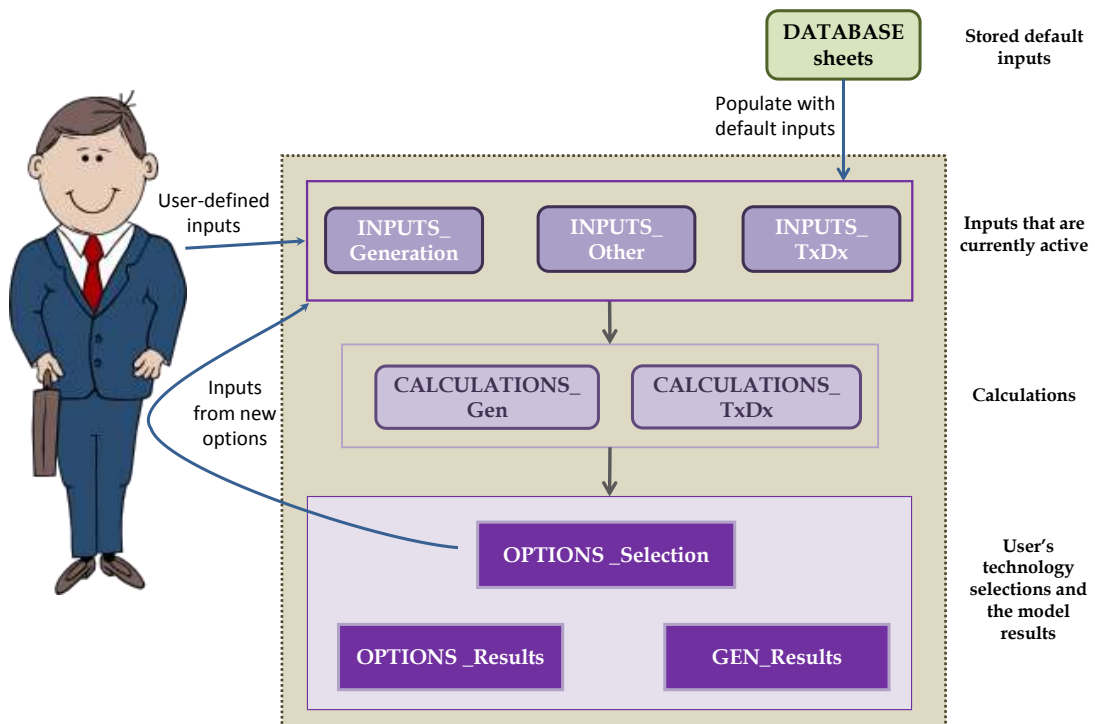 DATABASE
sheets
Stored default
inputs
Populate with
default inputs
User-defined
inputs
INPUTS_
Generation
INPUTS_
Other
INPUTS_
TxDx
Inputs that are
currently active
Inputs
from new
options
CALCULATIONS_
Gen
CALCULATIONS_
TxDx
Calculations
OPTIONS _Selection
OPTIONS _Results
GEN_Results
User's
technology
selections and
the model
results